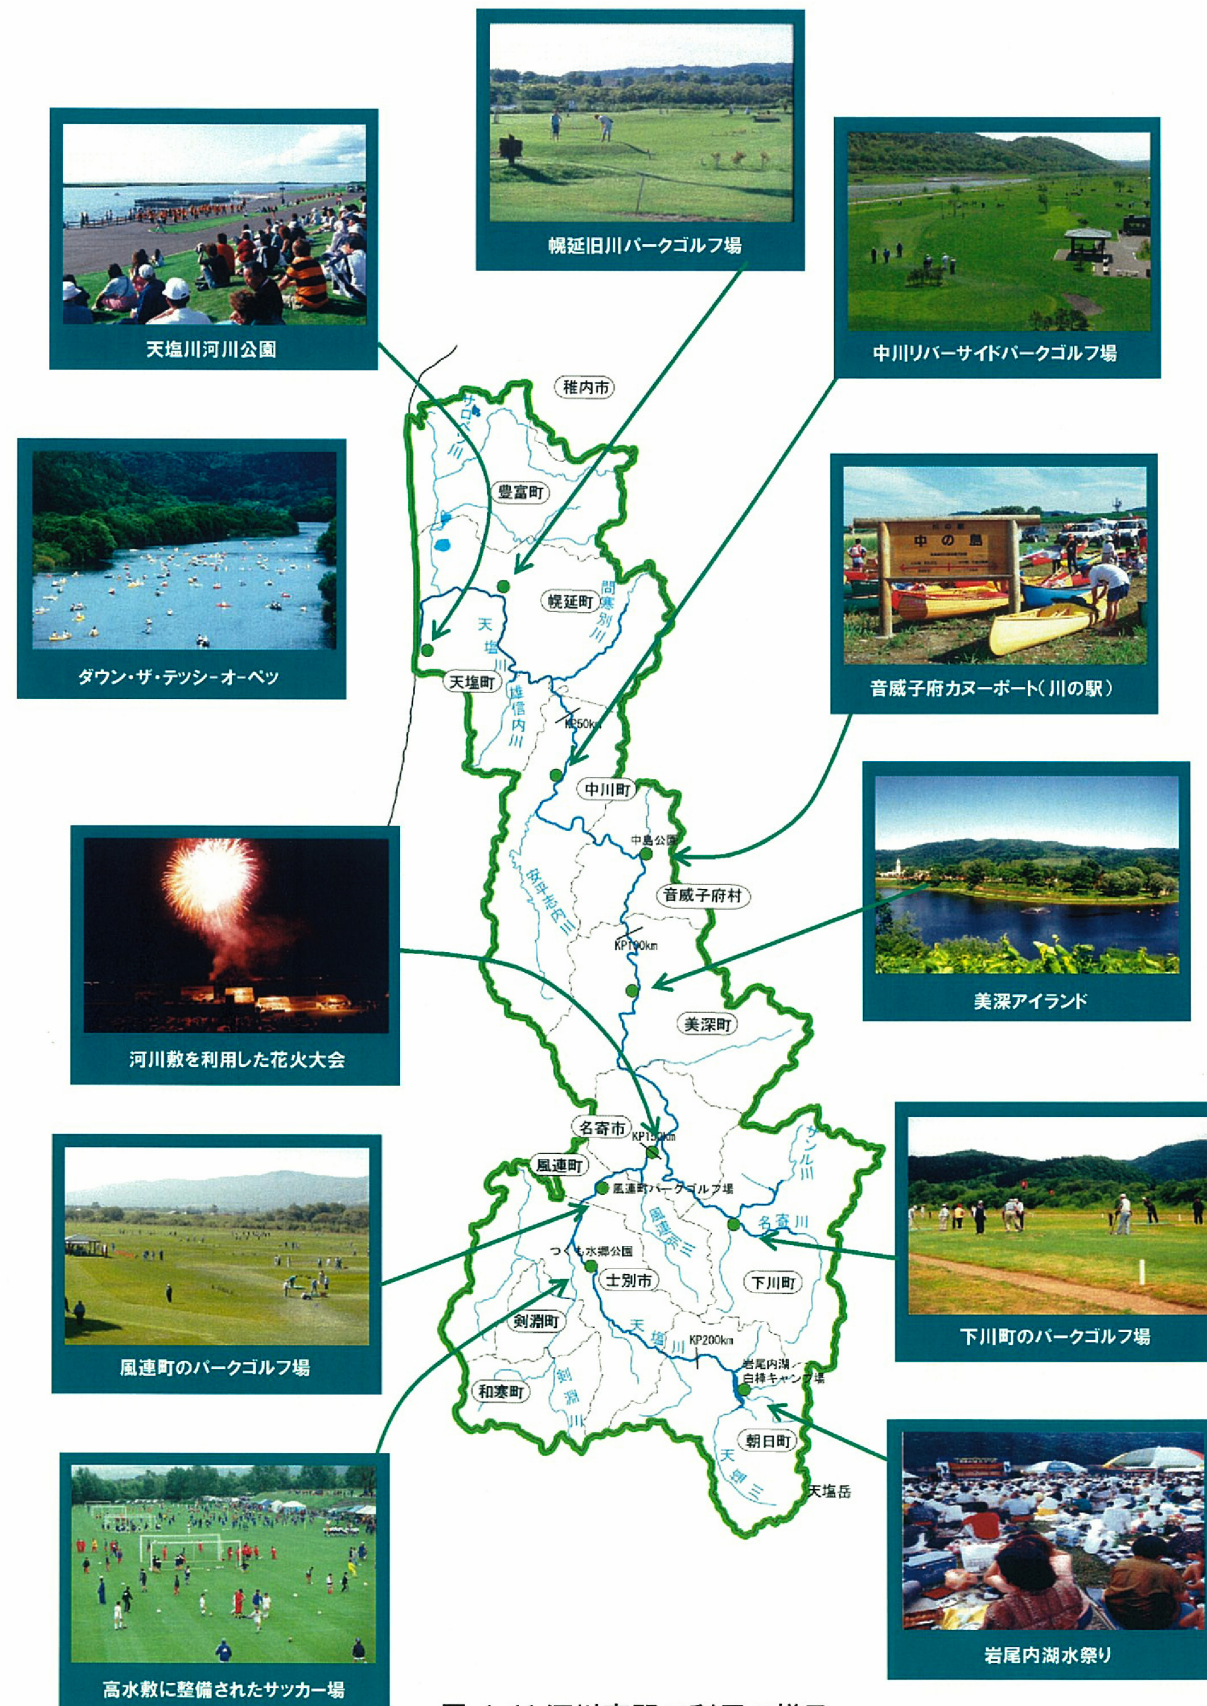 幌延旧川パークゴルフ場
天塩川河川公園
中川リバーサイドパークゴルフ場
稚内市
サロベツ川
豊富町
中の島
ダウン・ザ・テッシ-オ-ペッ
音威子府カヌーポート（川の駅）
幌延町
問寒別川
天塩川
天塩町
雄信内川
KP50km
中川町
中島公園
音威子府村
安平志内川
KP100km
美深アイランド
美深町
河川敷を利用した花火大会
名寄市
KP150km
サンル川
風連町
風連町パークゴルフ場
名寄川
つくも水郷公園
士別市
下川町
剣淵町
天塩川
KP200km
下川町のパークゴルフ場
風連町のパークゴルフ場
岩尾内湖
白樺キャンプ場
和寒町
剣淵川
朝日町
天塩岳
岩尾内湖水祭り
高水敷に整備されたサッカー場